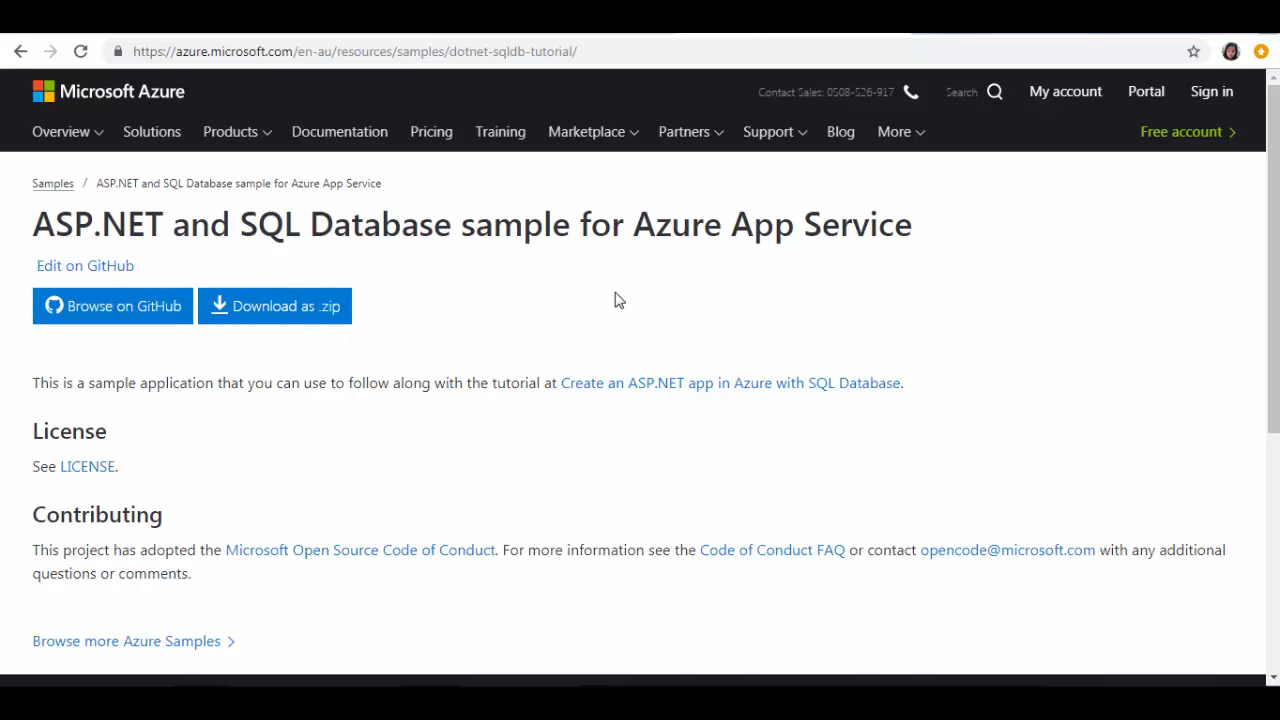 https://azure.microsoft.com/en-au/resources/samples/dotnet-sqldb-tutorial/
Microsoft Azure
Contact Sales: 0508-526-917
Search
My account
Portal
Sign in
Overview
Solutions
Products
Documentation
Pricing
Training
Marketplace
Partners
Support
Blog
More
Free account
Samples / ASP.NET and SQL Database sample for Azure App Service
ASP.NET and SQL Database sample for Azure App Service
Edit on GitHub
Browse on GitHub
Download as .zip
This is a sample application that you can use to follow along with the tutorial at Create an ASP.NET app in Azure with SQL Database.
License
See LICENSE.
Contributing
This project has adopted the Microsoft Open Source Code of Conduct. For more information see the Code of Conduct FAQ or contact opencode@microsoft.com with any additional
questions or comments.
Browse more Azure Samples